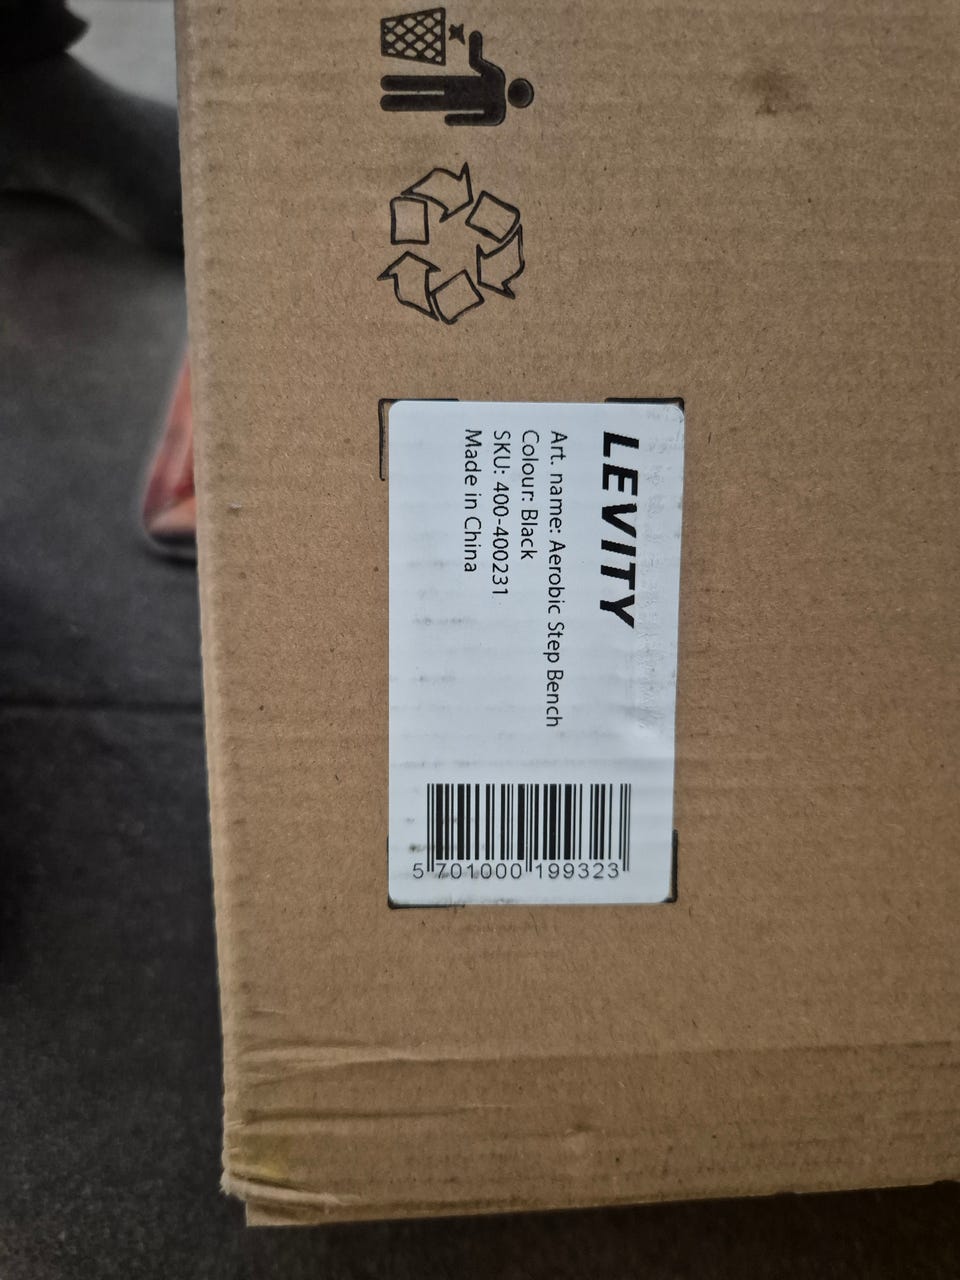 LEVITY
Art. name: Aerobic Step Bench
Colour: Black
SKU: 400-400231
Made in China
5 701000 199323